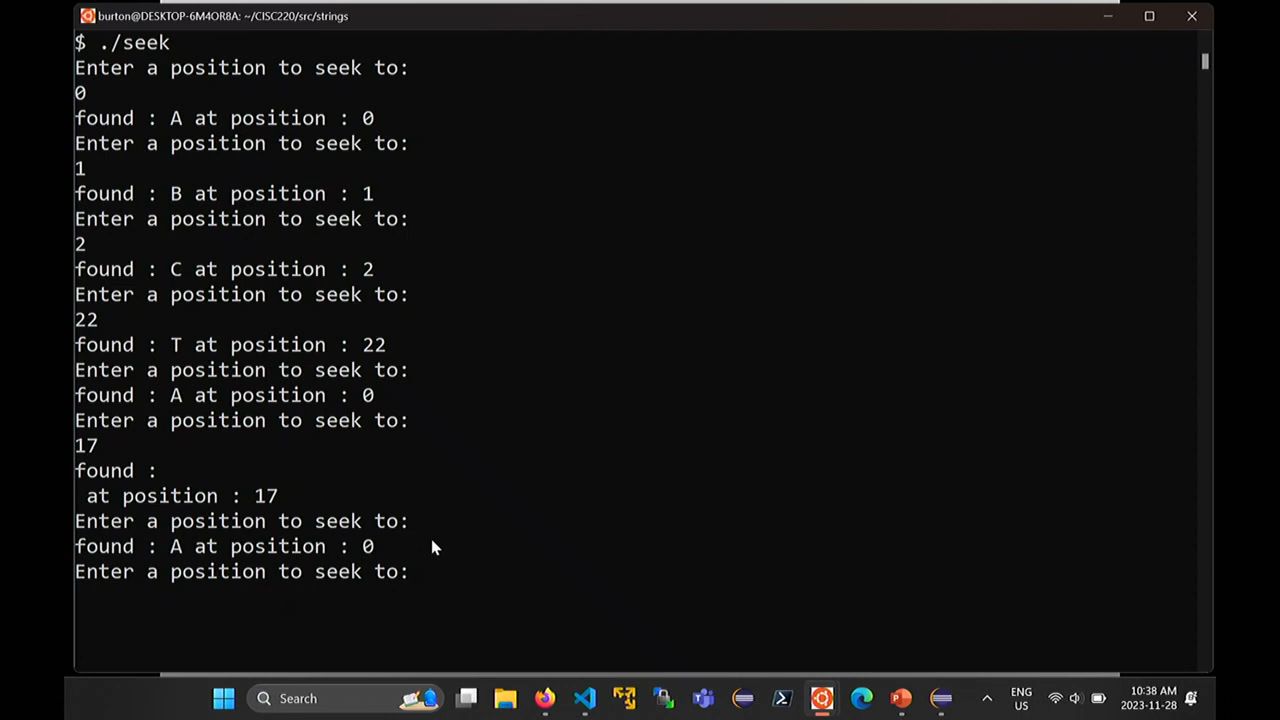 burton@DESKTOP-6M4OR8A: ~/CISC220/src/strings
$ ./seek
Enter a position to seek to:
0
found : A at position : 0
Enter a position to seek to:
1
found : B at position : 1
Enter a position to seek to:
2
found : C at position : 2
Enter a position to seek to:
22
found : T at position : 22
Enter a position to seek to:
found : A at position : 0
Enter a position to seek to:
17
found :
 at position : 17
Enter a position to seek to:
found : A at position : 0
Enter a position to seek to:
Search
ENG
US
10:38 AM
2023-11-28